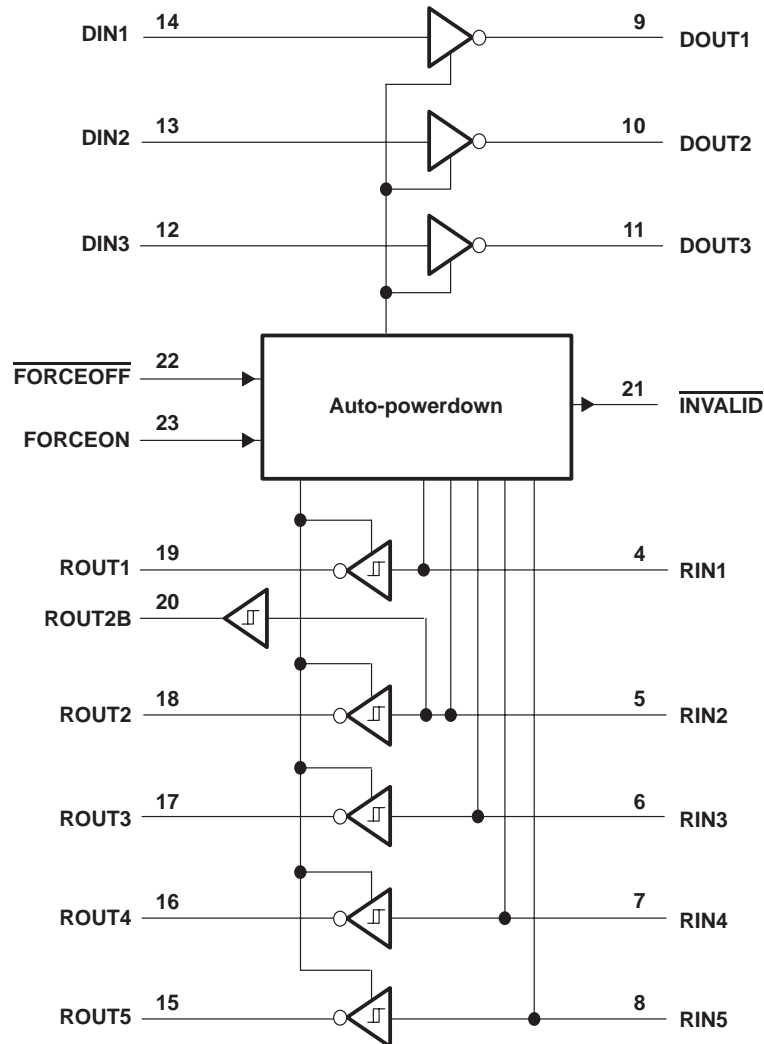 DIN1 14 9 DOUT1
DIN2 13 10 DOUT2
DIN3 12 11 DOUT3
FORCEOFF 22
Auto-powerdown 21 INVALID
FORCEON 23
ROUT1 19 4 RIN1
ROUT2B 20
ROUT2 18 5 RIN2
ROUT3 17 6 RIN3
ROUT4 16 7 RIN4
ROUT5 15 8 RIN5